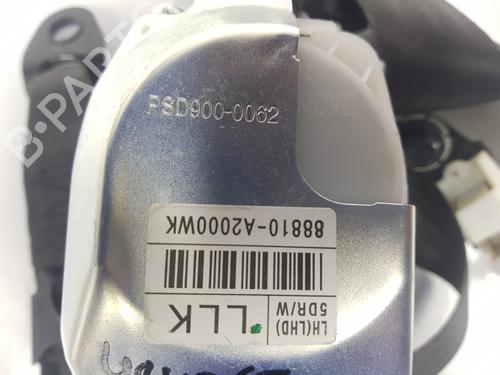 PSD900-0062
MOVE
88810-A2000WK
LH(LHD)
5DR/W
LLK
B-PARTS